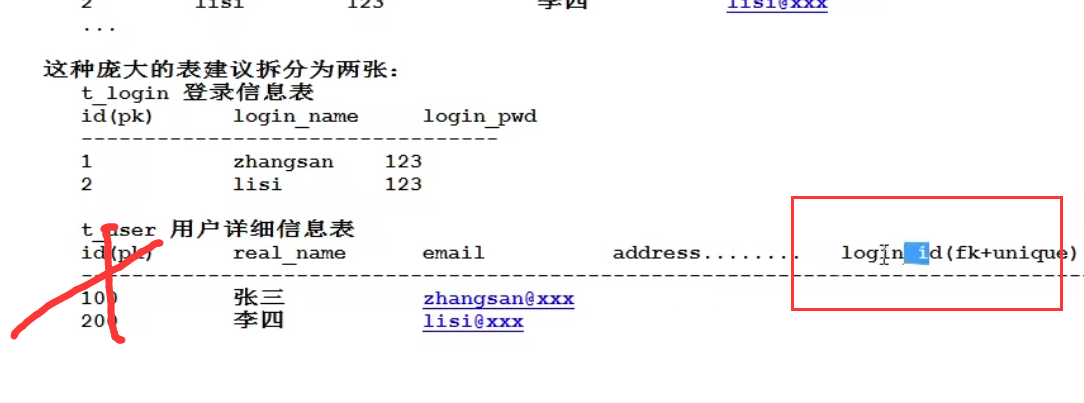 2 lisi 123 李四 lisi@xxx
...
这种庞大的表建议拆分为两张：
t_login 登录信息表
id(pk) login_name login_pwd
----------------------------------
1 zhangsan 123
2 lisi 123
t_user 用户详细信息表
id(pk) real_name email address........ login_id(fk+unique)
--------------------------------------------------------------------------------
100 张三 zhangsan@xxx
200 李四 lisi@xxx